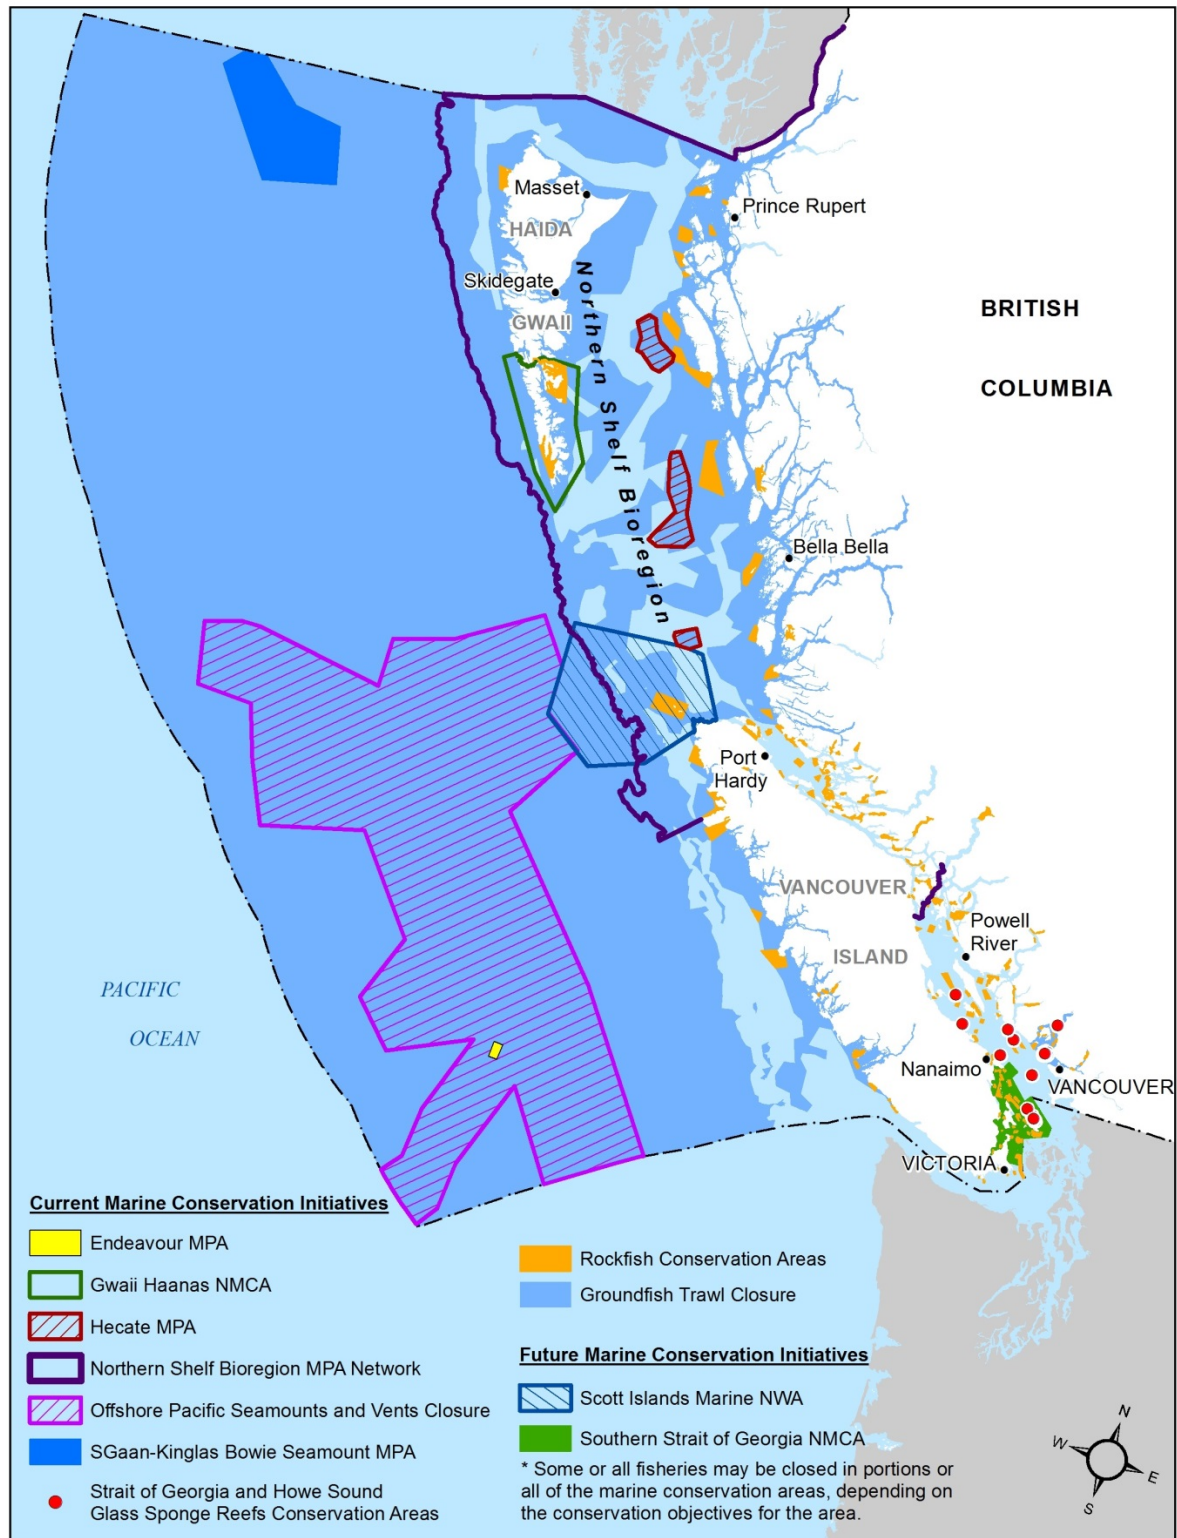 Masset
HAIDA
Prince Rupert
Skidegate
GWAII
Northern Shelf Bioregion
BRITISH
COLUMBIA
Bella Bella
Port
Hardy
VANCOUVER
ISLAND
Powell
River
PACIFIC
OCEAN
Nanaimo
VANCOUVER
VICTORIA
Current Marine Conservation Initiatives
Endeavour MPA
Gwaii Haanas NMCA
Hecate MPA
Northern Shelf Bioregion MPA Network
Offshore Pacific Seamounts and Vents Closure
SGaan-Kinglas Bowie Seamount MPA
Strait of Georgia and Howe Sound
Glass Sponge Reefs Conservation Areas
Rockfish Conservation Areas
Groundfish Trawl Closure
Future Marine Conservation Initiatives
Scott Islands Marine NWA
Southern Strait of Georgia NMCA
* Some or all fisheries may be closed in portions or
all of the marine conservation areas, depending on
the conservation objectives for the area.
N
W
E
S